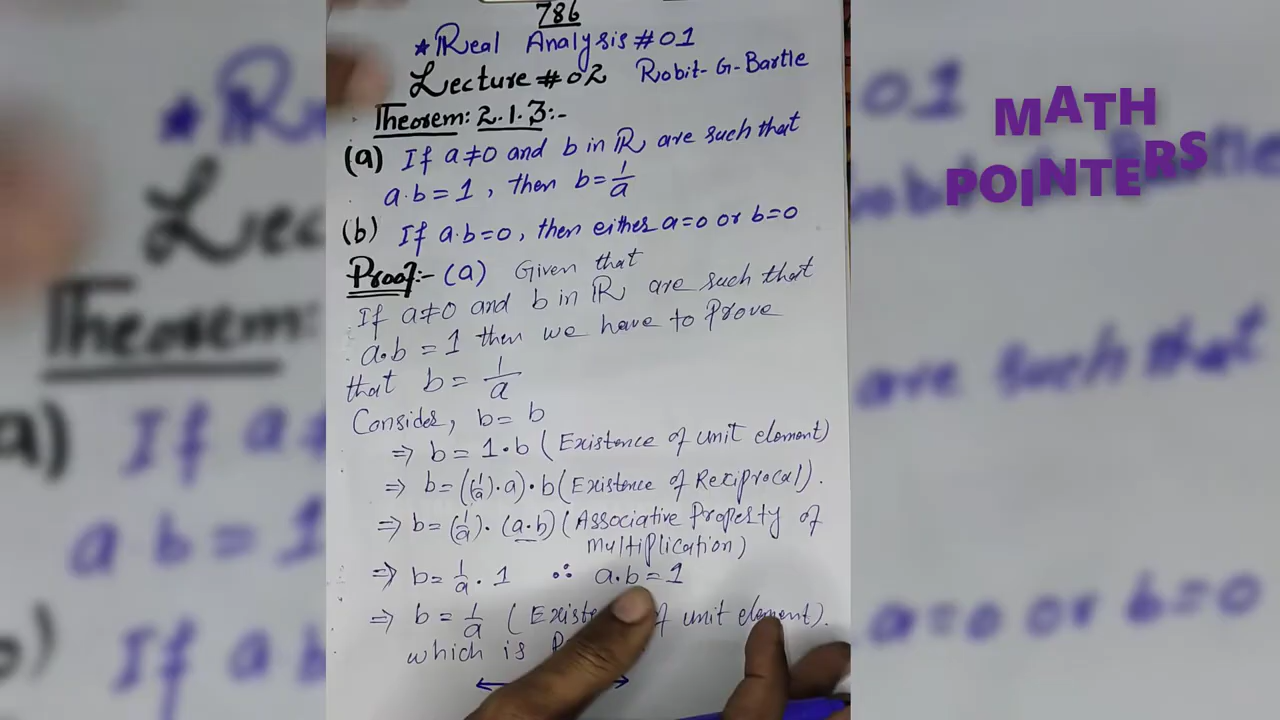 786
*Real Analysis #01
Lecture #02 Robit-G-Bartle
Theorem: 2.1.3:-
(a) If a≠0 and b in ℝ are such that
a·b = 1, then b = 1/a
(b) If a·b=0, then either a=0 or b=0
Proof:- (a) Given that
If a≠0 and b in ℝ are such that
a·b = 1 then we have to Prove
that b = 1/a
Consider, b = b
⇒ b = 1·b (Existence of unit element)
⇒ b = ((1/a)·a)·b (Existence of Reciprocal).
⇒ b = (1/a)·(a·b) (Associative Property of
multiplication)
⇒ b = 1/a · 1 ∴ a·b = 1
⇒ b = 1/a ( of unit element).
which is
MATH
POINTERS